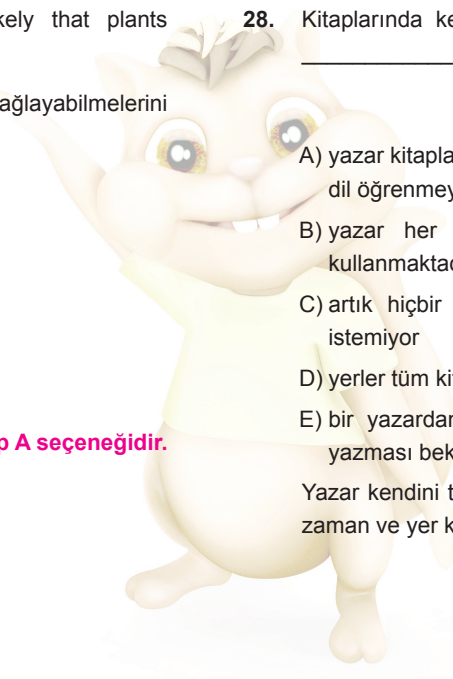 kely that plants
ağlayabilmelerini
p A seçeneğidir.
28. Kitaplarında ke
A) yazar kitapla
dil öğrenmey
B) yazar her
kullanmaktad
C) artık hiçbir
istemiyor
D) yerler tüm ki
E) bir yazardan
yazması bek
Yazar kendini t
zaman ve yer k